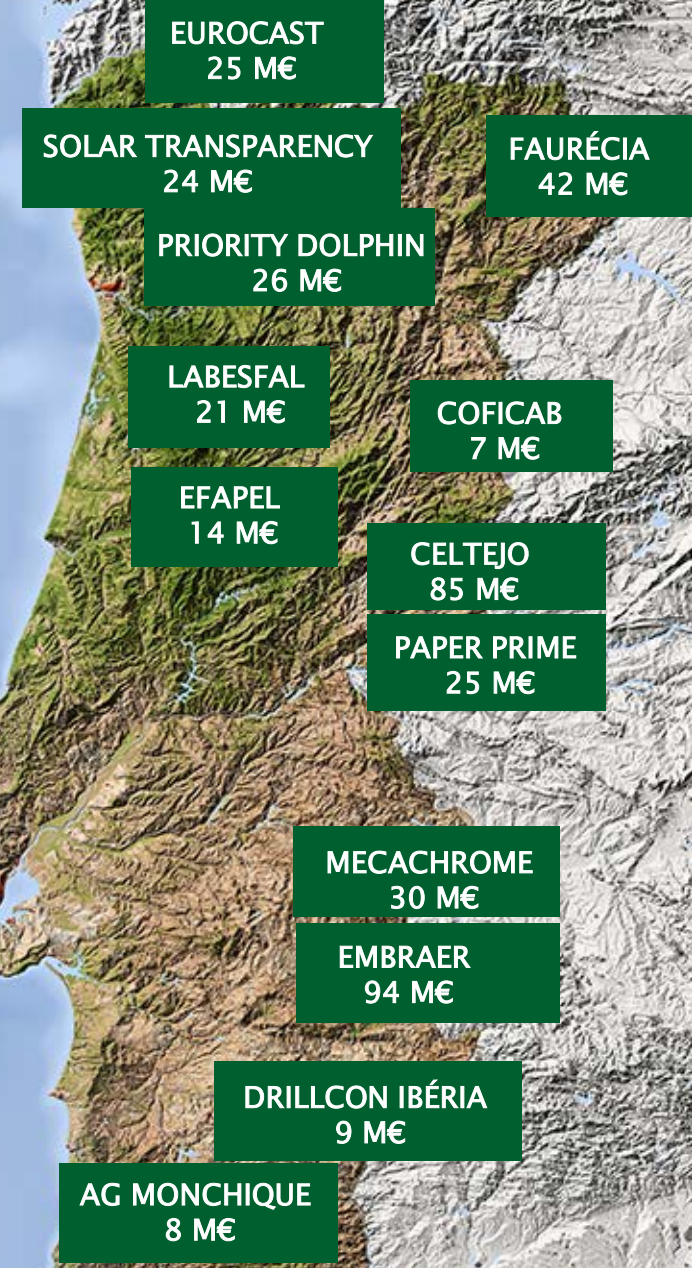 EUROCAST
25 M€
SOLAR TRANSPARENCY
24 M€
FAURÉCIA
42 M€
PRIORITY DOLPHIN
26 M€
LABESFAL
21 M€
COFICAB
7 M€
EFAPEL
14 M€
CELTEJO
85 M€
PAPER PRIME
25 M€
MECACHROME
30 M€
EMBRAER
94 M€
DRILLCON IBÉRIA
9 M€
AG MONCHIQUE
8 M€